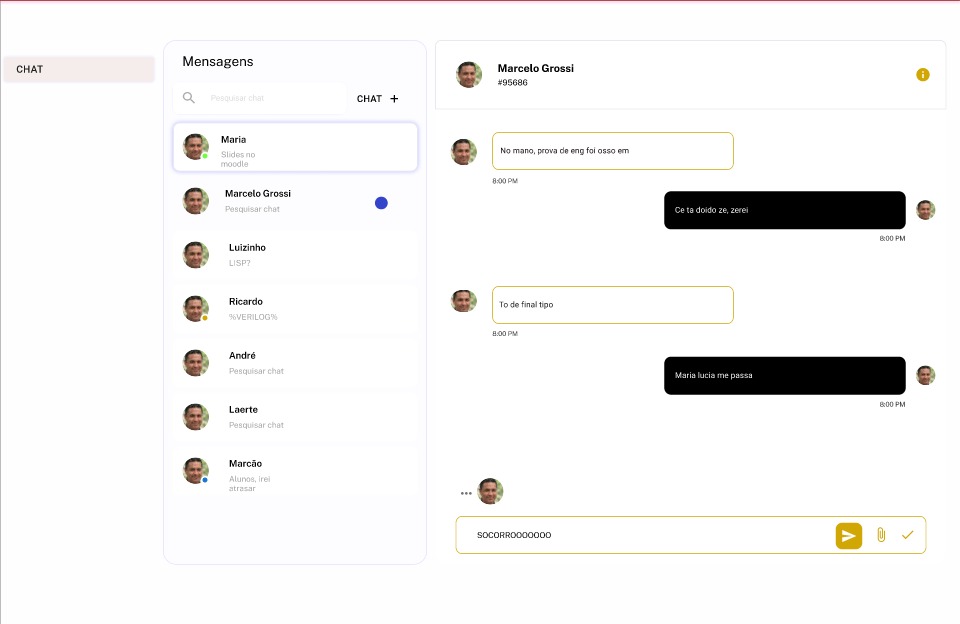 CHAT
Mensagens
Pesquisar chat
CHAT +
Maria
Slides no
moodle
Marcelo Grossi
Pesquisar chat
Luizinho
LISP?
Ricardo
%VERILOG%
André
Pesquisar chat
Laerte
Pesquisar chat
Marcão
Alunos, irei
atrasar
Marcelo Grossi
#95686
No mano, prova de eng foi osso em
8:00 PM
Ce ta doido ze, zerei
8:00 PM
To de final tipo
8:00 PM
Maria lucia me passa
8:00 PM
SOCORROOOOOOO